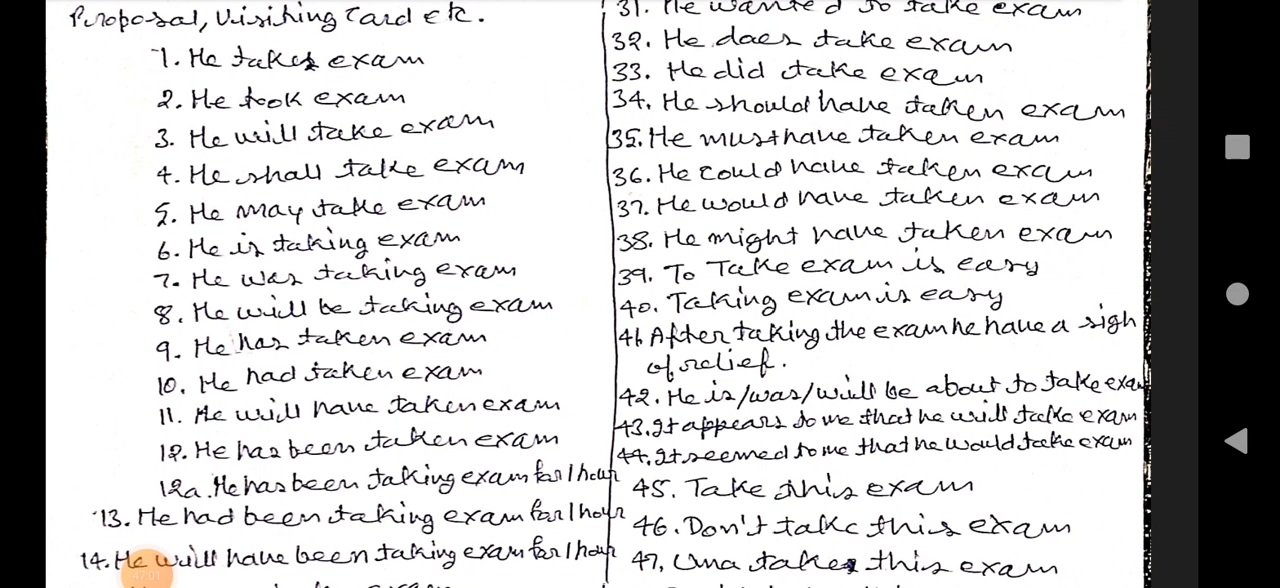 Proposal, Visiting Card etc.
1. He takes exam
2. He took exam
3. He will take exam
4. He shall take exam
5. He may take exam
6. He is taking exam
7. He was taking exam
8. He will be taking exam
9. He has taken exam
10. He had taken exam
11. He will have taken exam
12. He has been taken exam
12a. He has been taking exam for 1 hour
13. He had been taking exam for 1 hour
14. He will have been taking exam for 1 hour
47:01
31. He wanted to take exam
32. He does take exam
33. He did take exam
34. He should have taken exam
35. He must have taken exam
36. He could have taken exam
37. He would have taken exam
38. He might have taken exam
39. To Take exam is easy
40. Taking exam is easy
41. After taking the exam he have a sigh
of relief.
42. He is/was/will be about to take exam
43. It appears to me that he will take exam
44. It seemed to me that he would take exam
45. Take this exam
46. Don't take this exam
47. Uma takes this exam